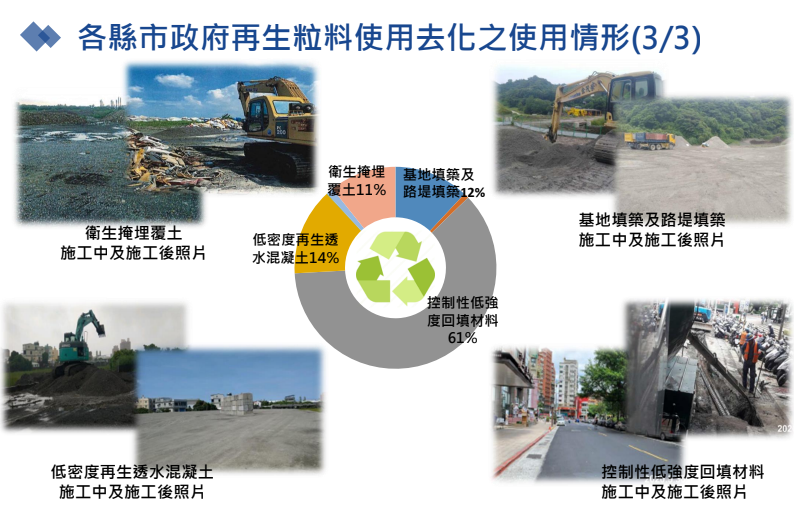 各縣市政府再生粒料使用去化之使用情形(3/3)
衛生掩埋
覆土11%
基地填築及
路堤填築12%
衛生掩埋覆土
施工中及施工後照片
基地填築及路堤填築
施工中及施工後照片
低密度再生透
水混凝土14%
控制性低強
度回填材料
61%
低密度再生透水混凝土
施工中及施工後照片
控制性低強度回填材料
施工中及施工後照片